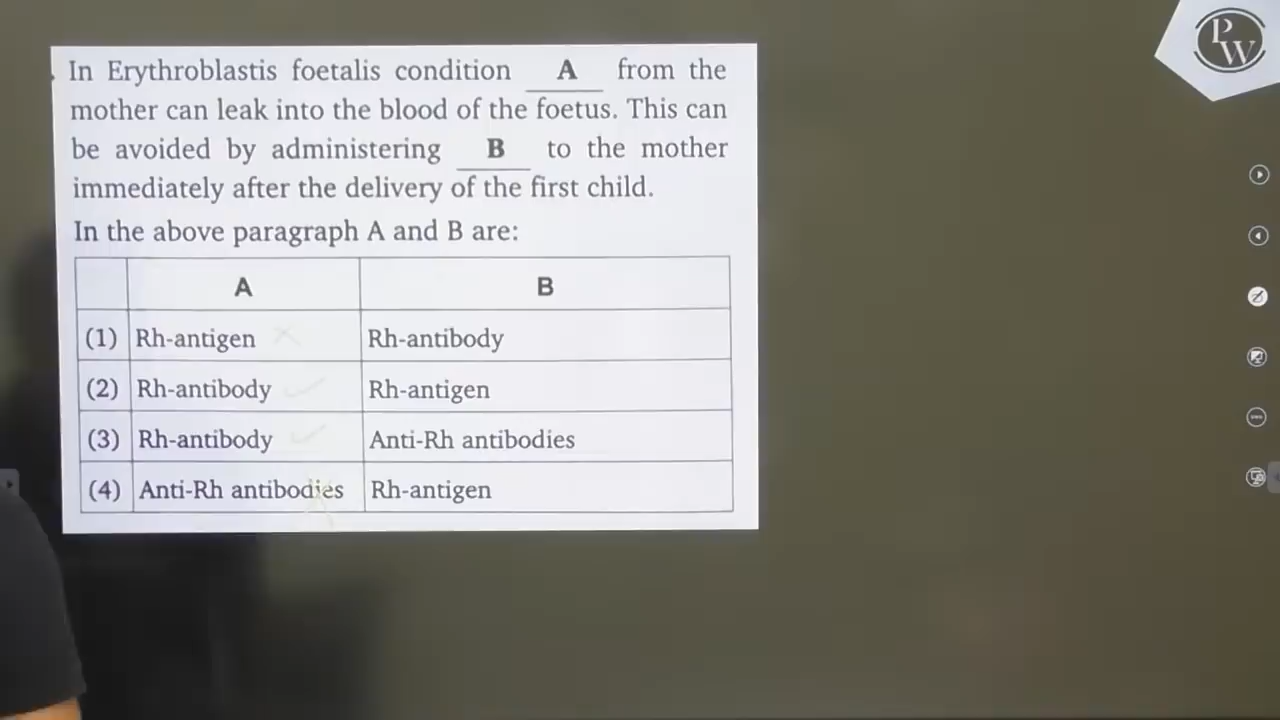 In Erythroblastis foetalis condition A from the
mother can leak into the blood of the foetus. This can
be avoided by administering B to the mother
immediately after the delivery of the first child.
In the above paragraph A and B are:
A B
(1) Rh-antigen Rh-antibody
(2) Rh-antibody Rh-antigen
(3) Rh-antibody Anti-Rh antibodies
(4) Anti-Rh antibodies Rh-antigen
PW